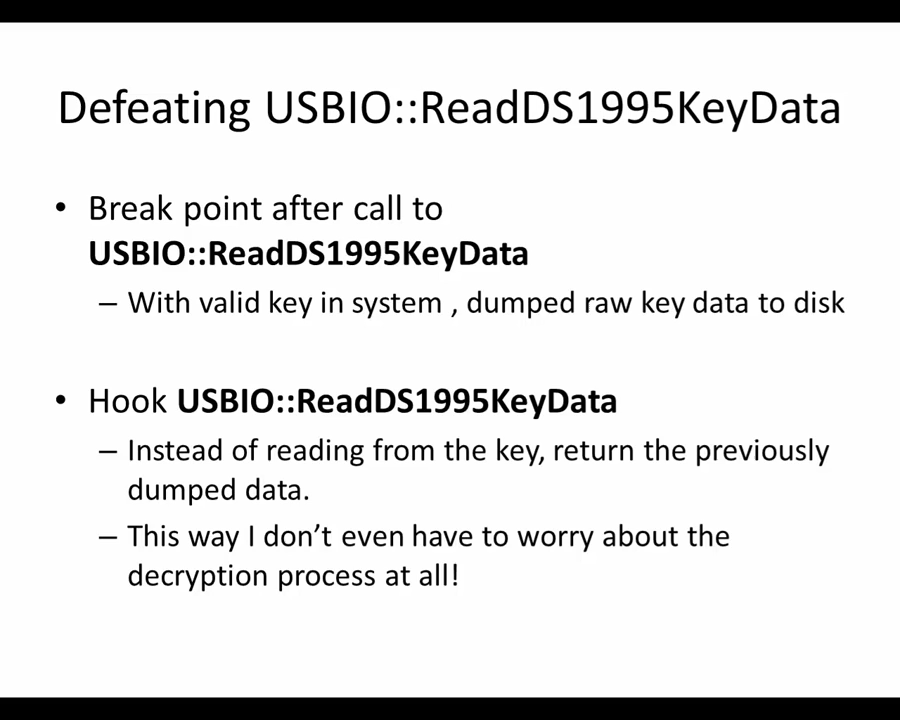 Defeating USBIO::ReadDS1995KeyData
• Break point after call to
USBIO::ReadDS1995KeyData
– With valid key in system , dumped raw key data to disk
• Hook USBIO::ReadDS1995KeyData
– Instead of reading from the key, return the previously
dumped data.
– This way I don’t even have to worry about the
decryption process at all!